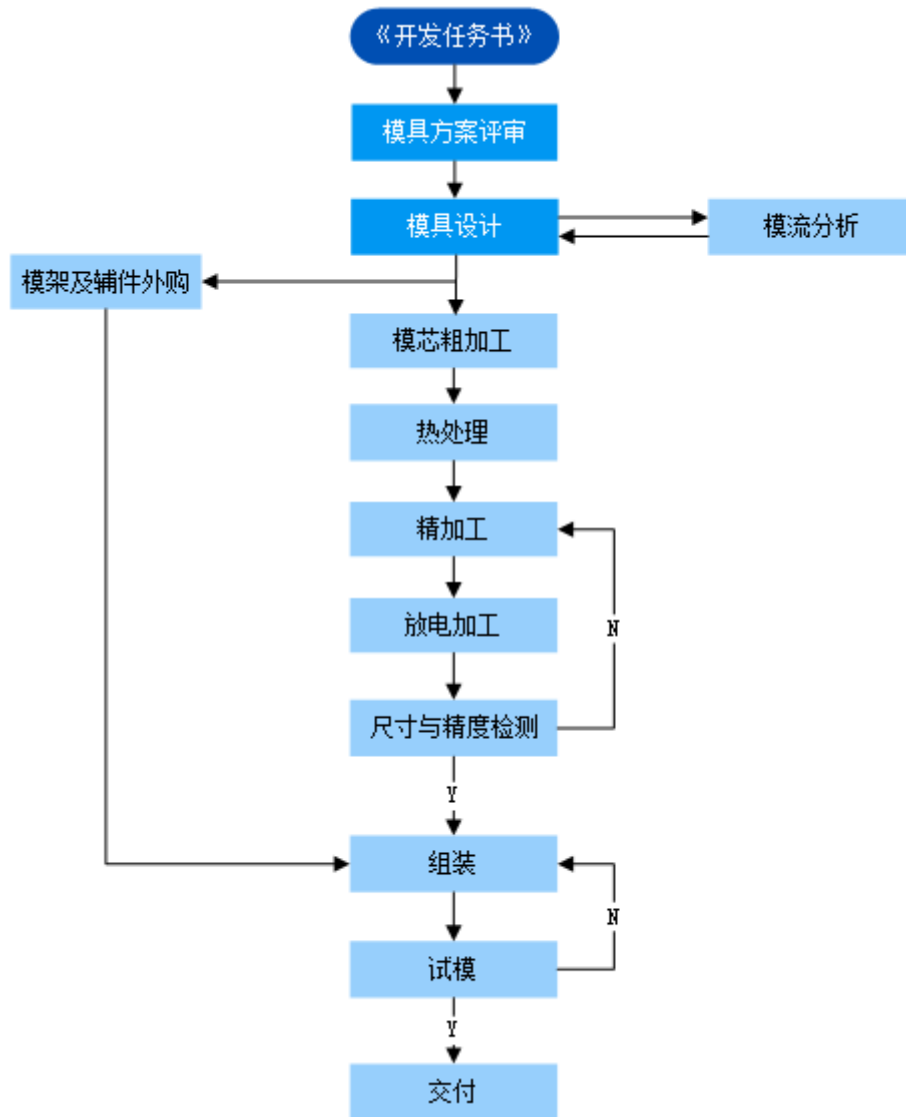 《开发任务书》
模具方案评审
模具设计
模流分析
模架及辅件外购
模芯粗加工
热处理
精加工
放电加工
N
尺寸与精度检测
Y
组装
N
试模
Y
交付